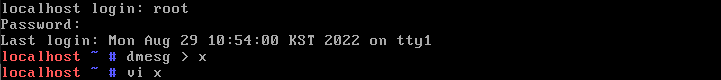 localhost login: root
Password:
Last login: Mon Aug 29 10:54:00 KST 2022 on tty1
localhost ~ # dmesg > x
localhost ~ # vi x